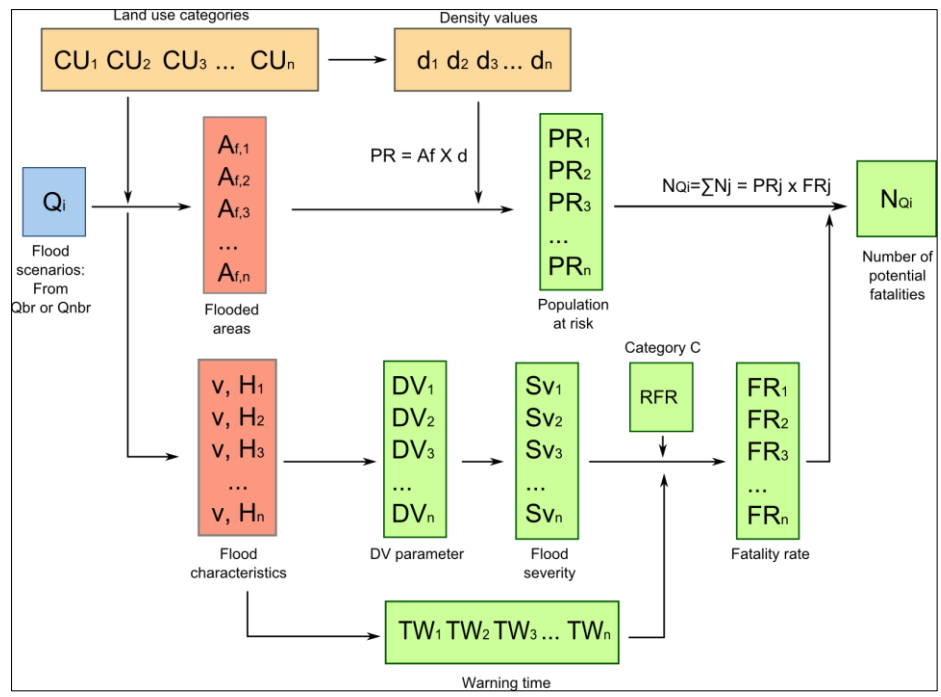 Land use categories
Density values
CU1 CU2 CU3 ... CUn
d1 d2 d3 ... dn
Af,1
Af,2
Af,3
...
Af,n
PR = Af X d
PR1
PR2
PR3
...
PRn
NQi=∑Nj = PRj x FRj
NQi
Qi
Flood
scenarios:
From
Qbr or Qnbr
Flooded
areas
Population
at risk
Number of
potential
fatalities
Category C
RFR
v, H1
v, H2
v, H3
...
v, Hn
DV1
DV2
DV3
...
DVn
Sv1
Sv2
Sv3
...
Svn
FR1
FR2
FR3
...
FRn
Flood
characteristics
DV parameter
Flood
severity
Fatality rate
TW1 TW2 TW3 ... TWn
Warning time